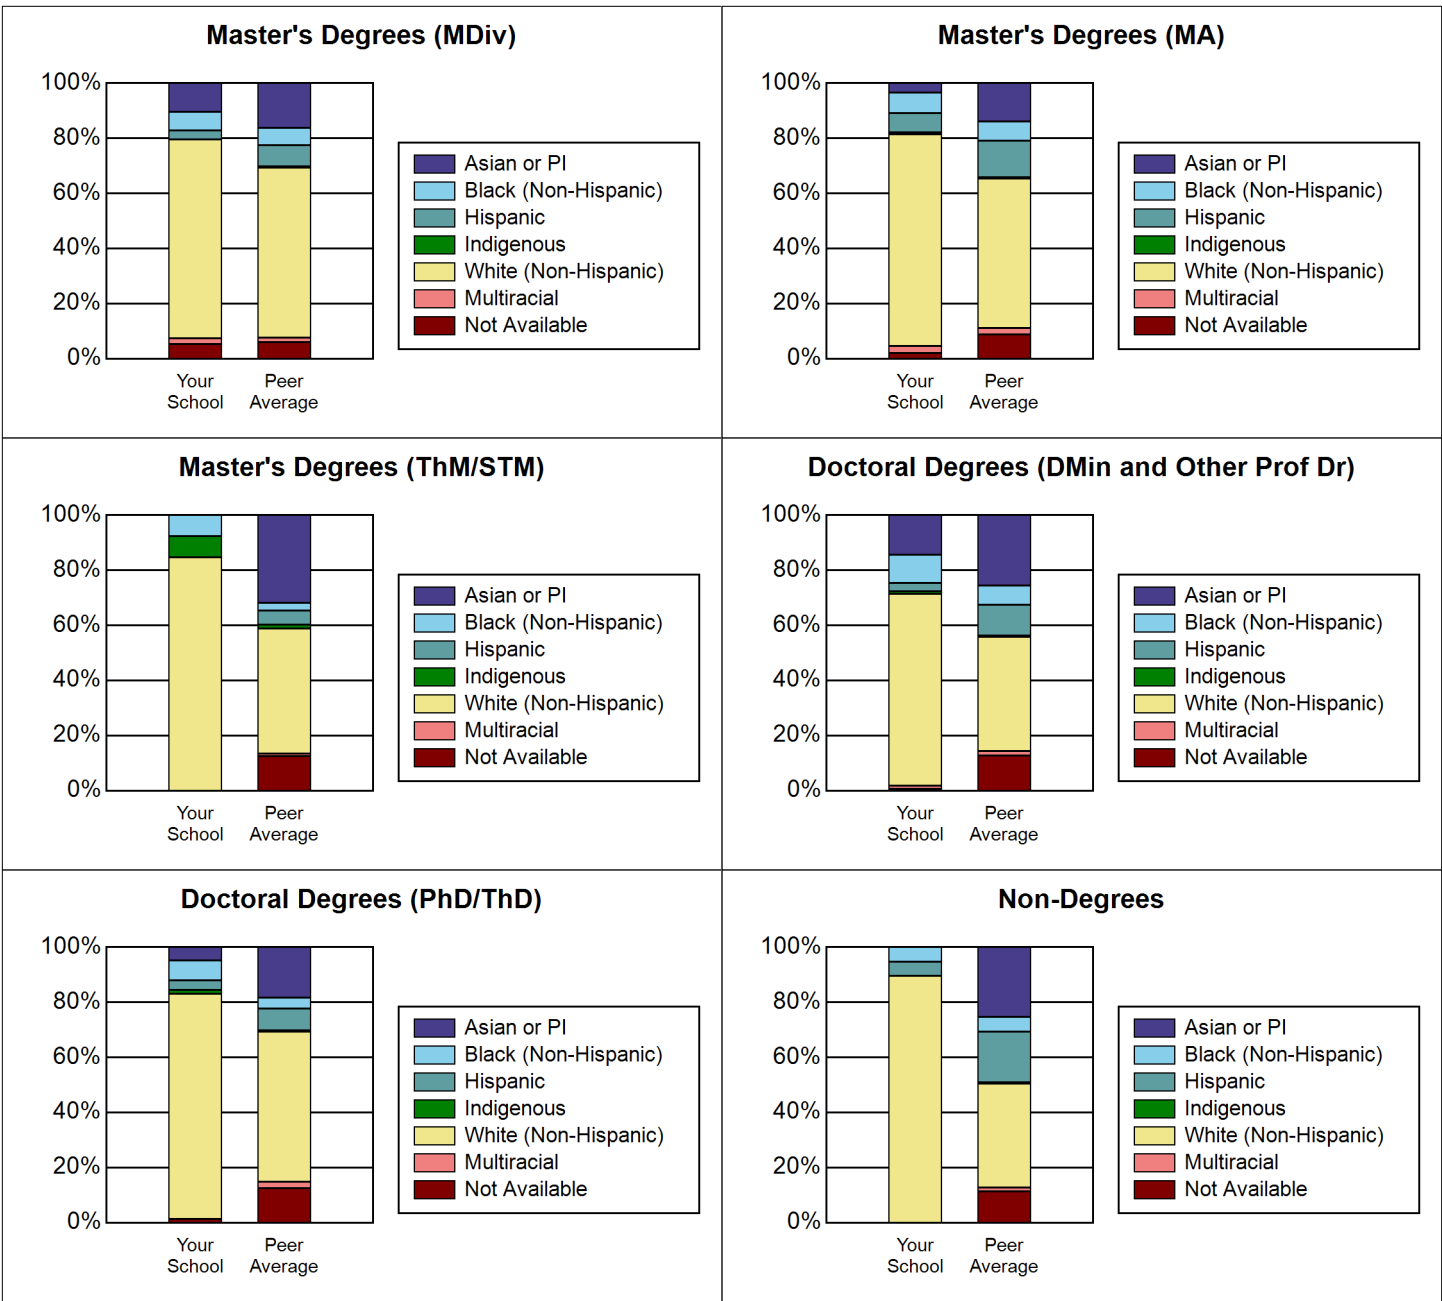 Master's Degrees (MDiv)
100%
80%
60%
40%
20%
0%
Your
School
Peer
Average
Asian or PI
Black (Non-Hispanic)
Hispanic
Indigenous
White (Non-Hispanic)
Multiracial
Not Available
Master's Degrees (MA)
100%
80%
60%
40%
20%
0%
Your
School
Peer
Average
Asian or PI
Black (Non-Hispanic)
Hispanic
Indigenous
White (Non-Hispanic)
Multiracial
Not Available
Master's Degrees (ThM/STM)
100%
80%
60%
40%
20%
0%
Your
School
Peer
Average
Asian or PI
Black (Non-Hispanic)
Hispanic
Indigenous
White (Non-Hispanic)
Multiracial
Not Available
Doctoral Degrees (DMin and Other Prof Dr)
100%
80%
60%
40%
20%
0%
Your
School
Peer
Average
Asian or PI
Black (Non-Hispanic)
Hispanic
Indigenous
White (Non-Hispanic)
Multiracial
Not Available
Doctoral Degrees (PhD/ThD)
100%
80%
60%
40%
20%
0%
Your
School
Peer
Average
Asian or PI
Black (Non-Hispanic)
Hispanic
Indigenous
White (Non-Hispanic)
Multiracial
Not Available
Non-Degrees
100%
80%
60%
40%
20%
0%
Your
School
Peer
Average
Asian or PI
Black (Non-Hispanic)
Hispanic
Indigenous
White (Non-Hispanic)
Multiracial
Not Available